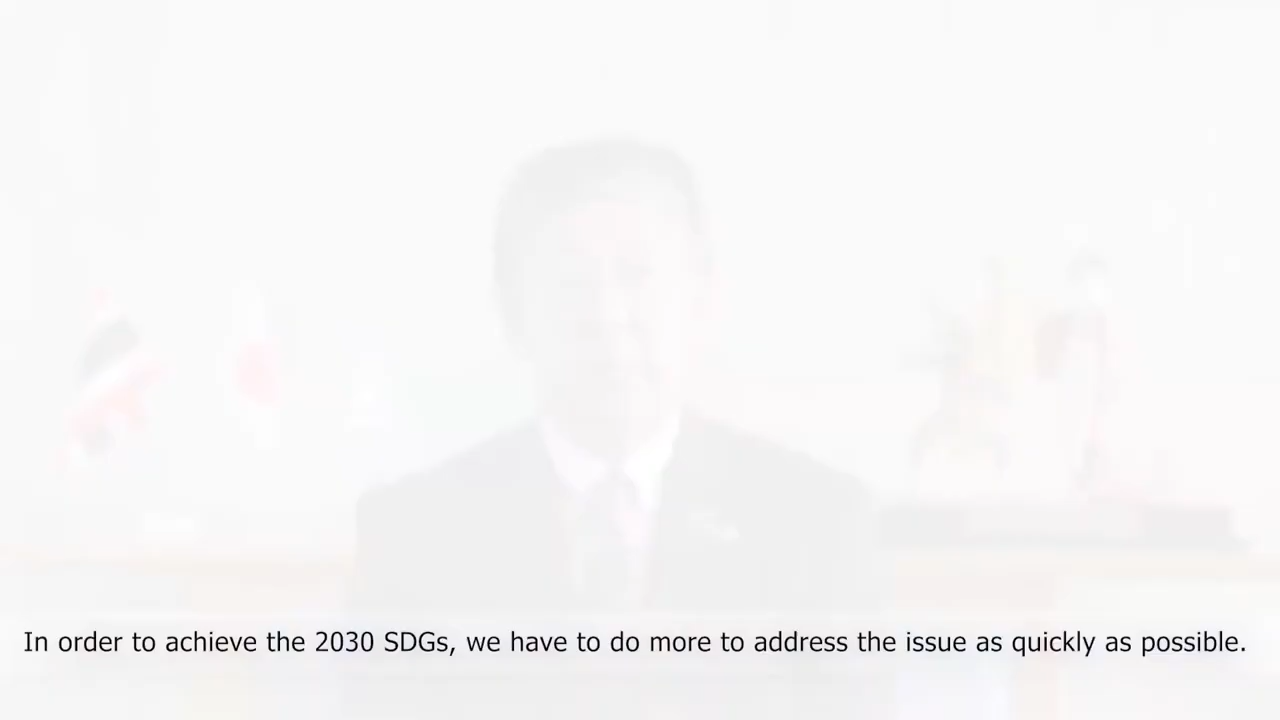 In order to achieve the 2030 SDGs, we have to do more to address the issue as quickly as possible.